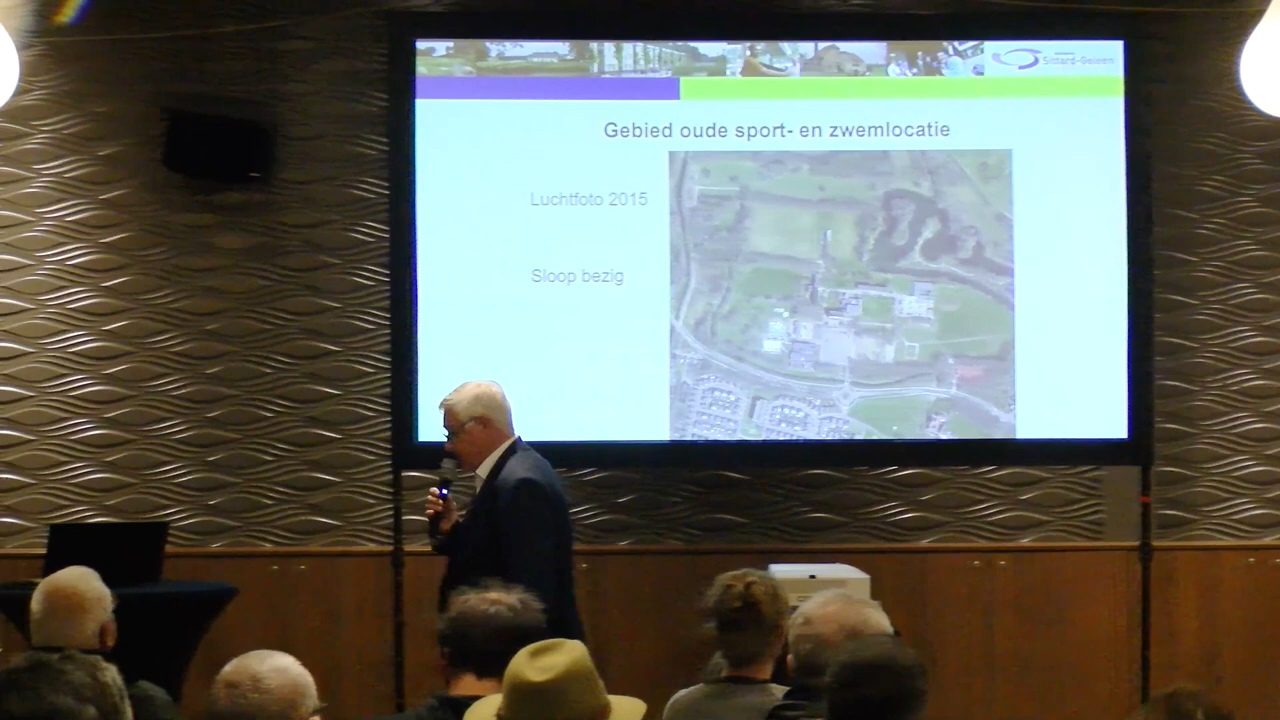 Sittard-Geleen
Gebied oude sport- en zwemlocatie
Luchtfoto 2015
Sloop bezig